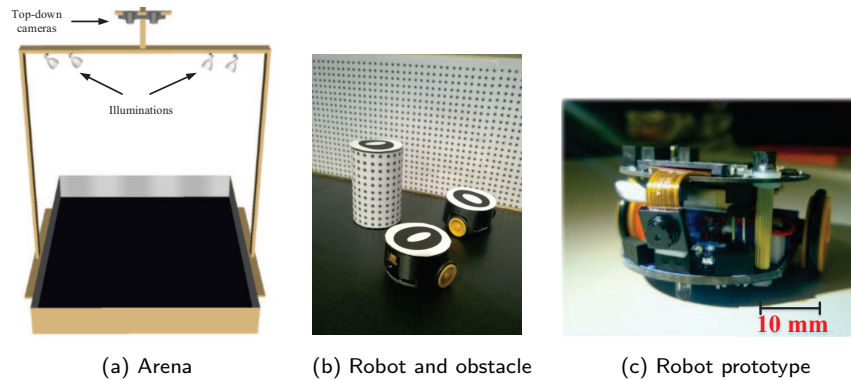 Top-down
cameras
Illuminations
10 mm
(a) Arena
(b) Robot and obstacle
(c) Robot prototype